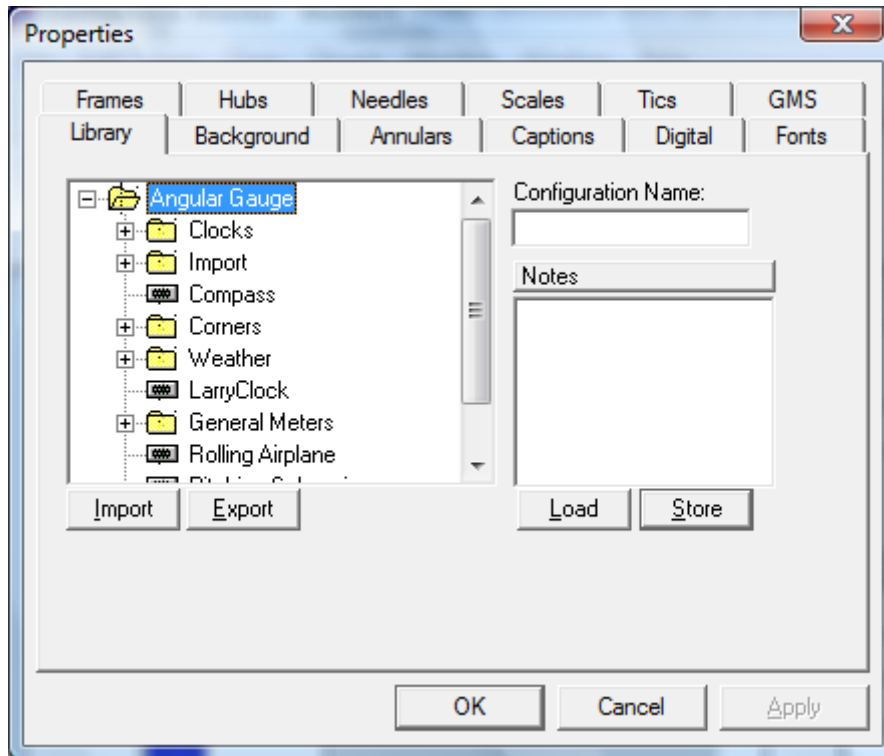 Properties
Frames Hubs Needles Scales Tics GMS
Library Background Annulars Captions Digital Fonts
Angular Gauge
Clocks
Import
Compass
Corners
Weather
LarryClock
General Meters
Rolling Airplane
Import Export
Configuration Name:
Notes
Load Store
OK Cancel Apply